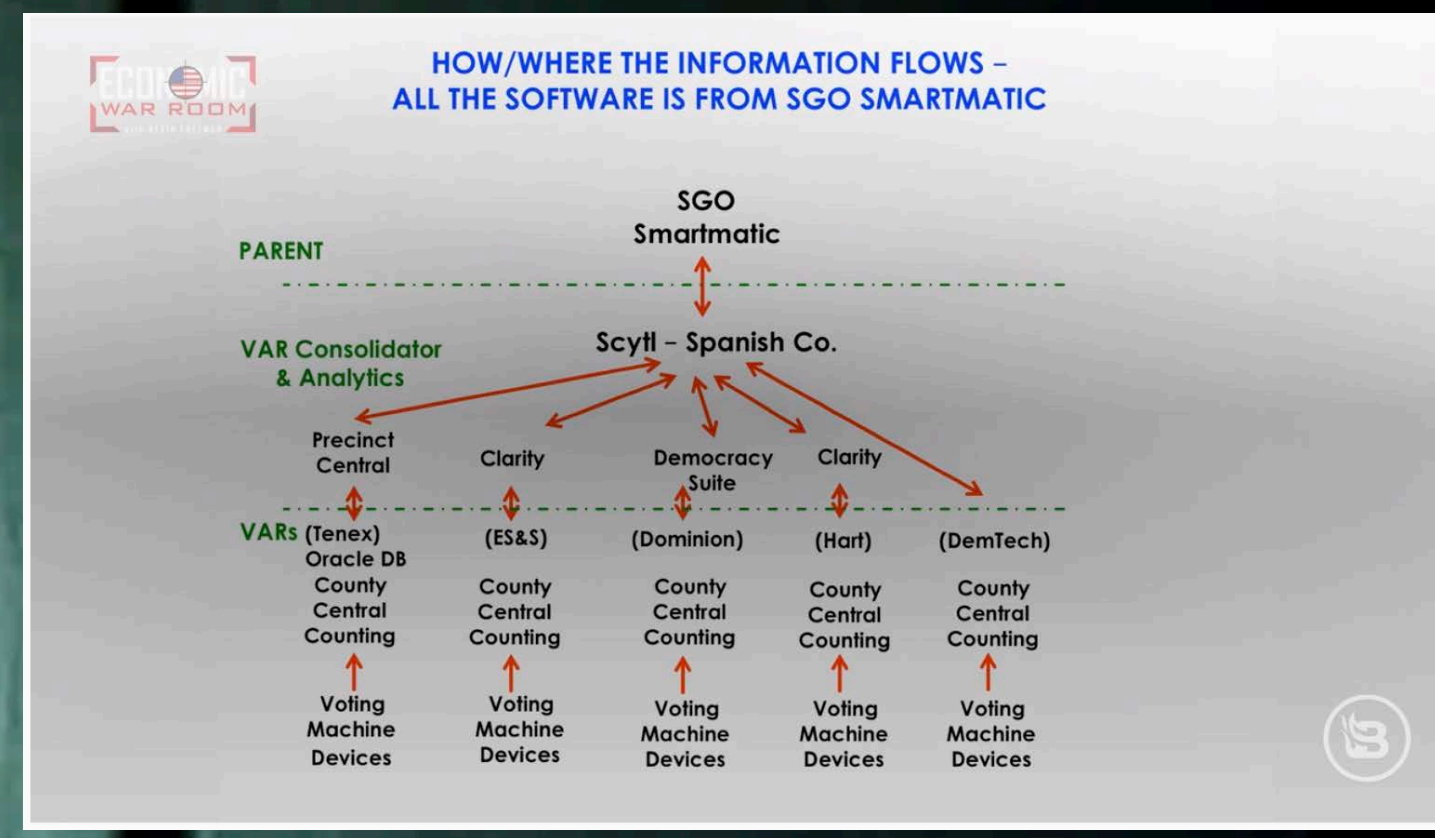 ECONOMIC
WAR ROOM
WITH KEVIN FREEMAN
HOW/WHERE THE INFORMATION FLOWS –
ALL THE SOFTWARE IS FROM SGO SMARTMATIC
SGO
Smartmatic
PARENT
Scytl – Spanish Co.
VAR Consolidator
& Analytics
Precinct
Central
Clarity
Democracy
Suite
Clarity
VARs
(Tenex)
Oracle DB
County
Central
Counting
(ES&S)
County
Central
Counting
(Dominion)
County
Central
Counting
(Hart)
County
Central
Counting
(DemTech)
County
Central
Counting
Voting
Machine
Devices
Voting
Machine
Devices
Voting
Machine
Devices
Voting
Machine
Devices
Voting
Machine
Devices
B